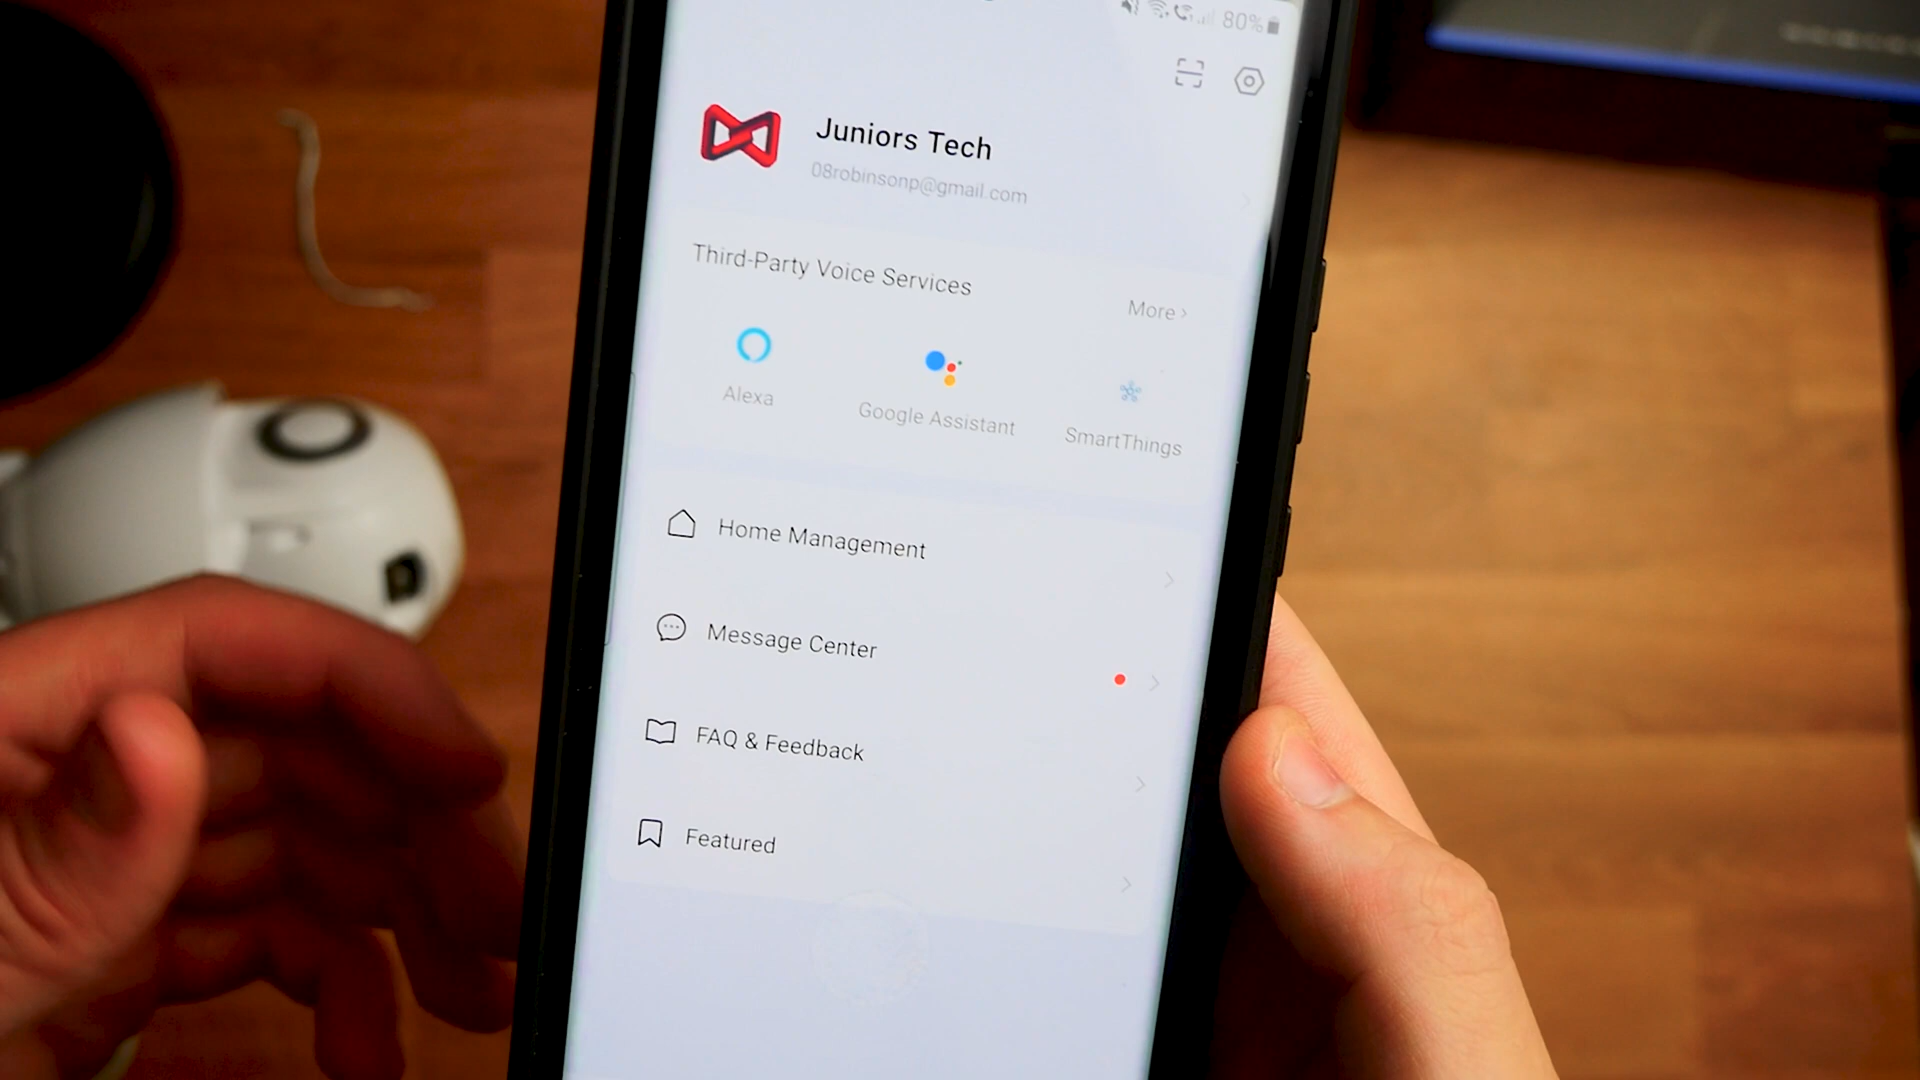 80%
Juniors Tech
08robinsonp@gmail.com
Third-Party Voice Services
More
Alexa
Google Assistant
SmartThings
Home Management
Message Center
FAQ & Feedback
Featured